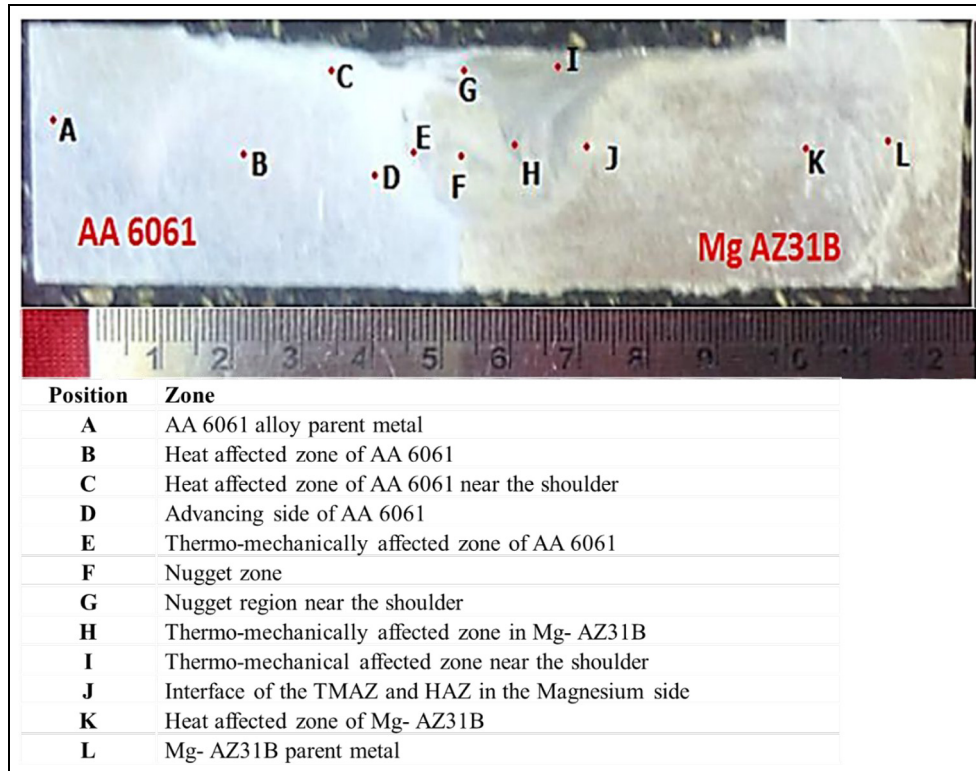 A
B
C
D
E
F
G
H
I
J
K
L
AA 6061
Mg AZ31B
1 2 3 4 5 6 7 8 9 10 11 12
Position Zone
A AA 6061 alloy parent metal
B Heat affected zone of AA 6061
C Heat affected zone of AA 6061 near the shoulder
D Advancing side of AA 6061
E Thermo-mechanically affected zone of AA 6061
F Nugget zone
G Nugget region near the shoulder
H Thermo-mechanically affected zone in Mg- AZ31B
I Thermo-mechanical affected zone near the shoulder
J Interface of the TMAZ and HAZ in the Magnesium side
K Heat affected zone of Mg- AZ31B
L Mg- AZ31B parent metal